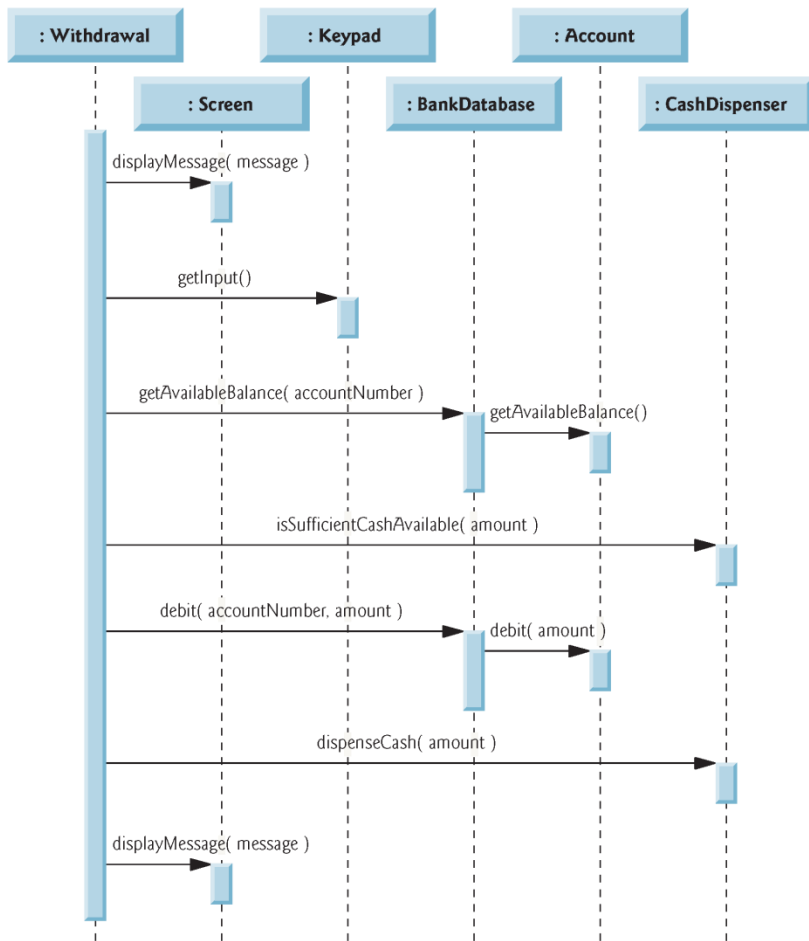 : Withdrawal
: Keypad
: Account
: Screen
: BankDatabase
: CashDispenser
displayMessage( message )
getInput()
getAvailableBalance( accountNumber )
getAvailableBalance()
isSufficientCashAvailable( amount )
debit( accountNumber, amount )
debit( amount )
dispenseCash( amount )
displayMessage( message )